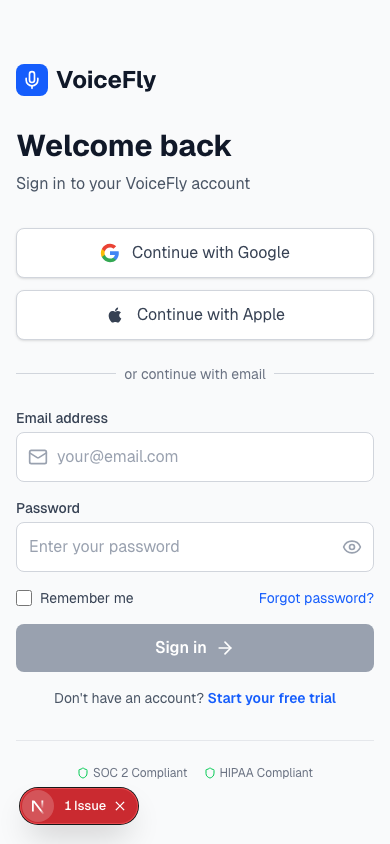 VoiceFly
Welcome back
Sign in to your VoiceFly account
Continue with Google
Continue with Apple
or continue with email
Email address
your@email.com
Password
Enter your password
Remember me Forgot password?
Sign in
Don't have an account? Start your free trial
SOC 2 Compliant HIPAA Compliant
N 1 Issue